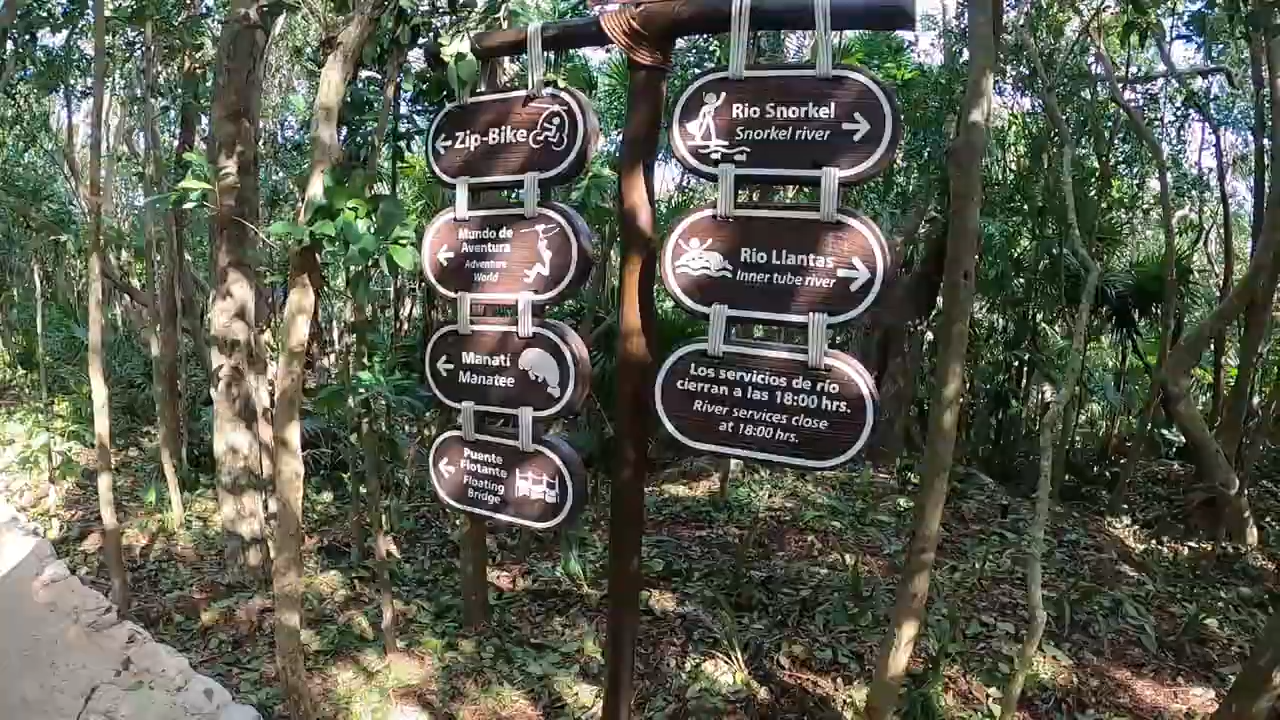 Zip-Bike
Mundo de
Aventura
Adventure
World
Manatí
Manatee
Puente
Flotante
Floating
Bridge
Rio Snorkel
Snorkel river
Río Llantas
Inner tube river
Los servicios de río
cierran a las 18:00 hrs.
River services close
at 18:00 hrs.